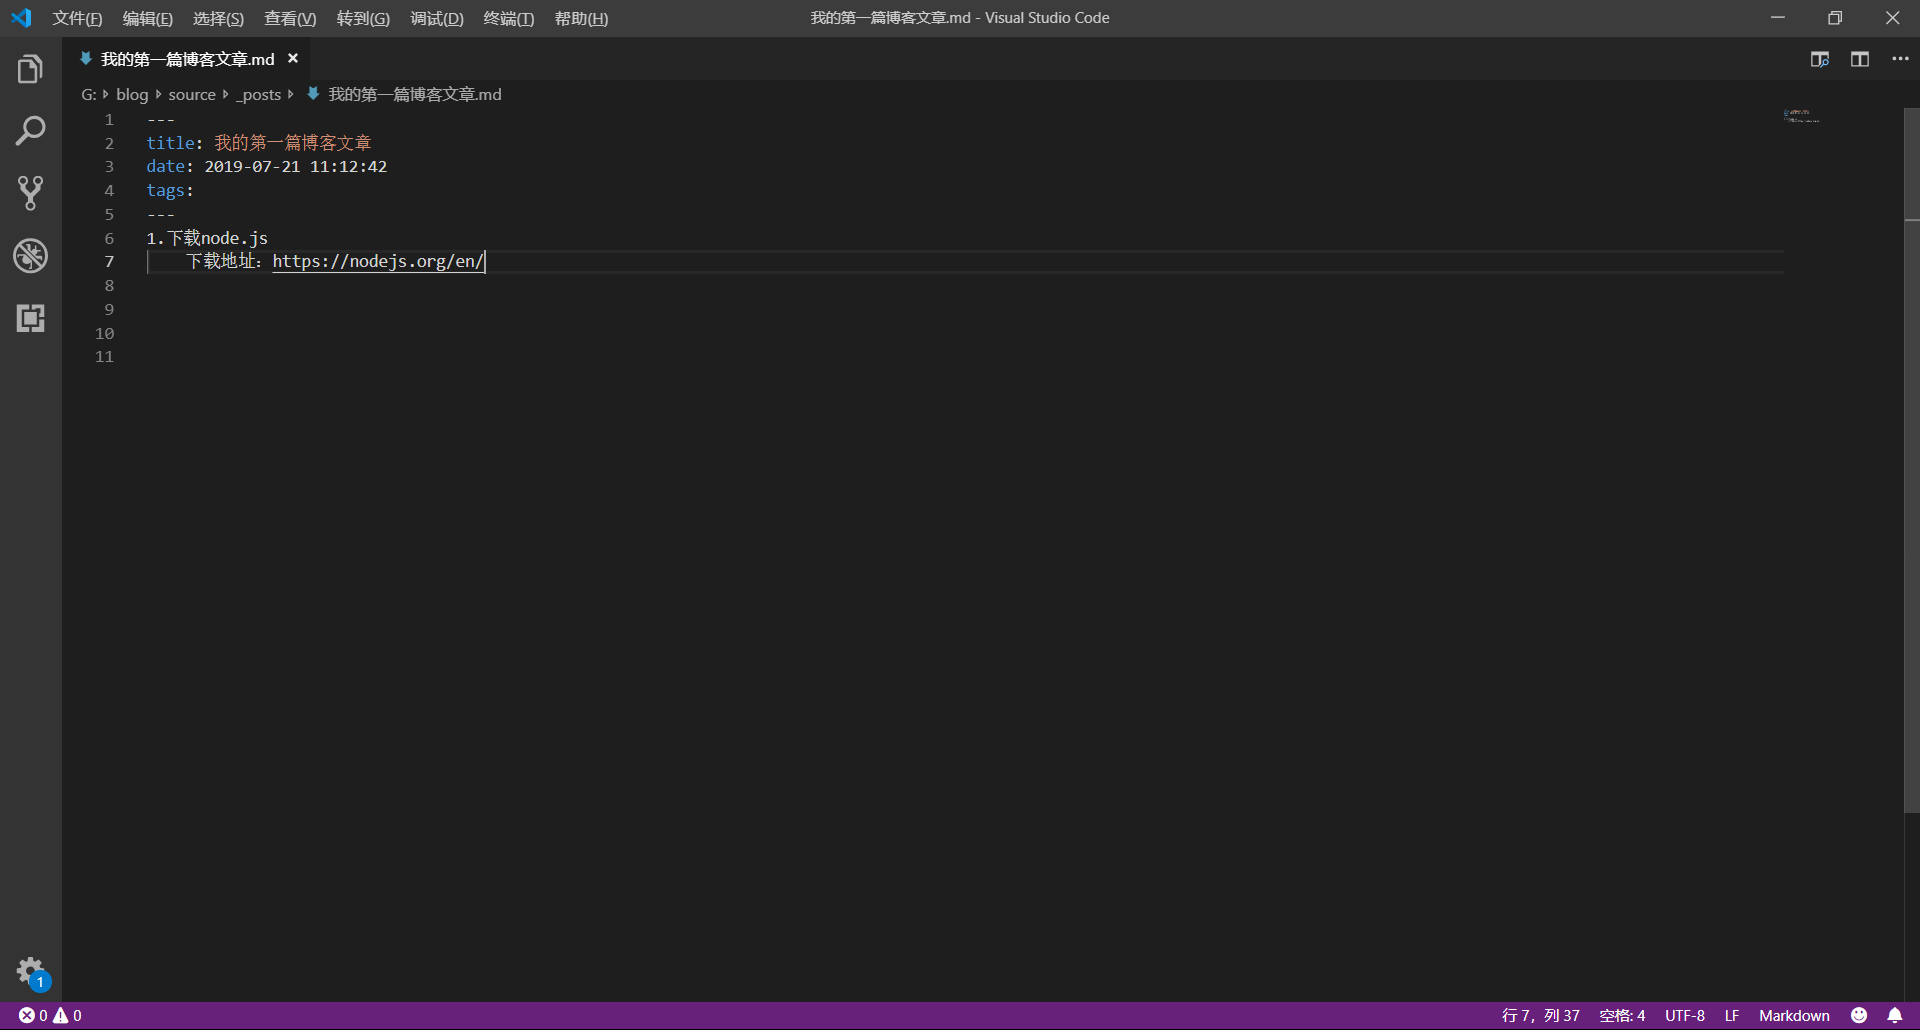 文件(F) 编辑(E) 选择(S) 查看(V) 转到(G) 调试(D) 终端(T) 帮助(H) 我的第一篇博客文章.md - Visual Studio Code
我的第一篇博客文章.md
G: blog source _posts 我的第一篇博客文章.md
1 ---
2 title: 我的第一篇博客文章
3 date: 2019-07-21 11:12:42
4 tags:
5 ---
6 1.下载node.js
7 下载地址：https://nodejs.org/en/
8
9
10
11
1
0 0 行 7，列 37 空格: 4 UTF-8 LF Markdown